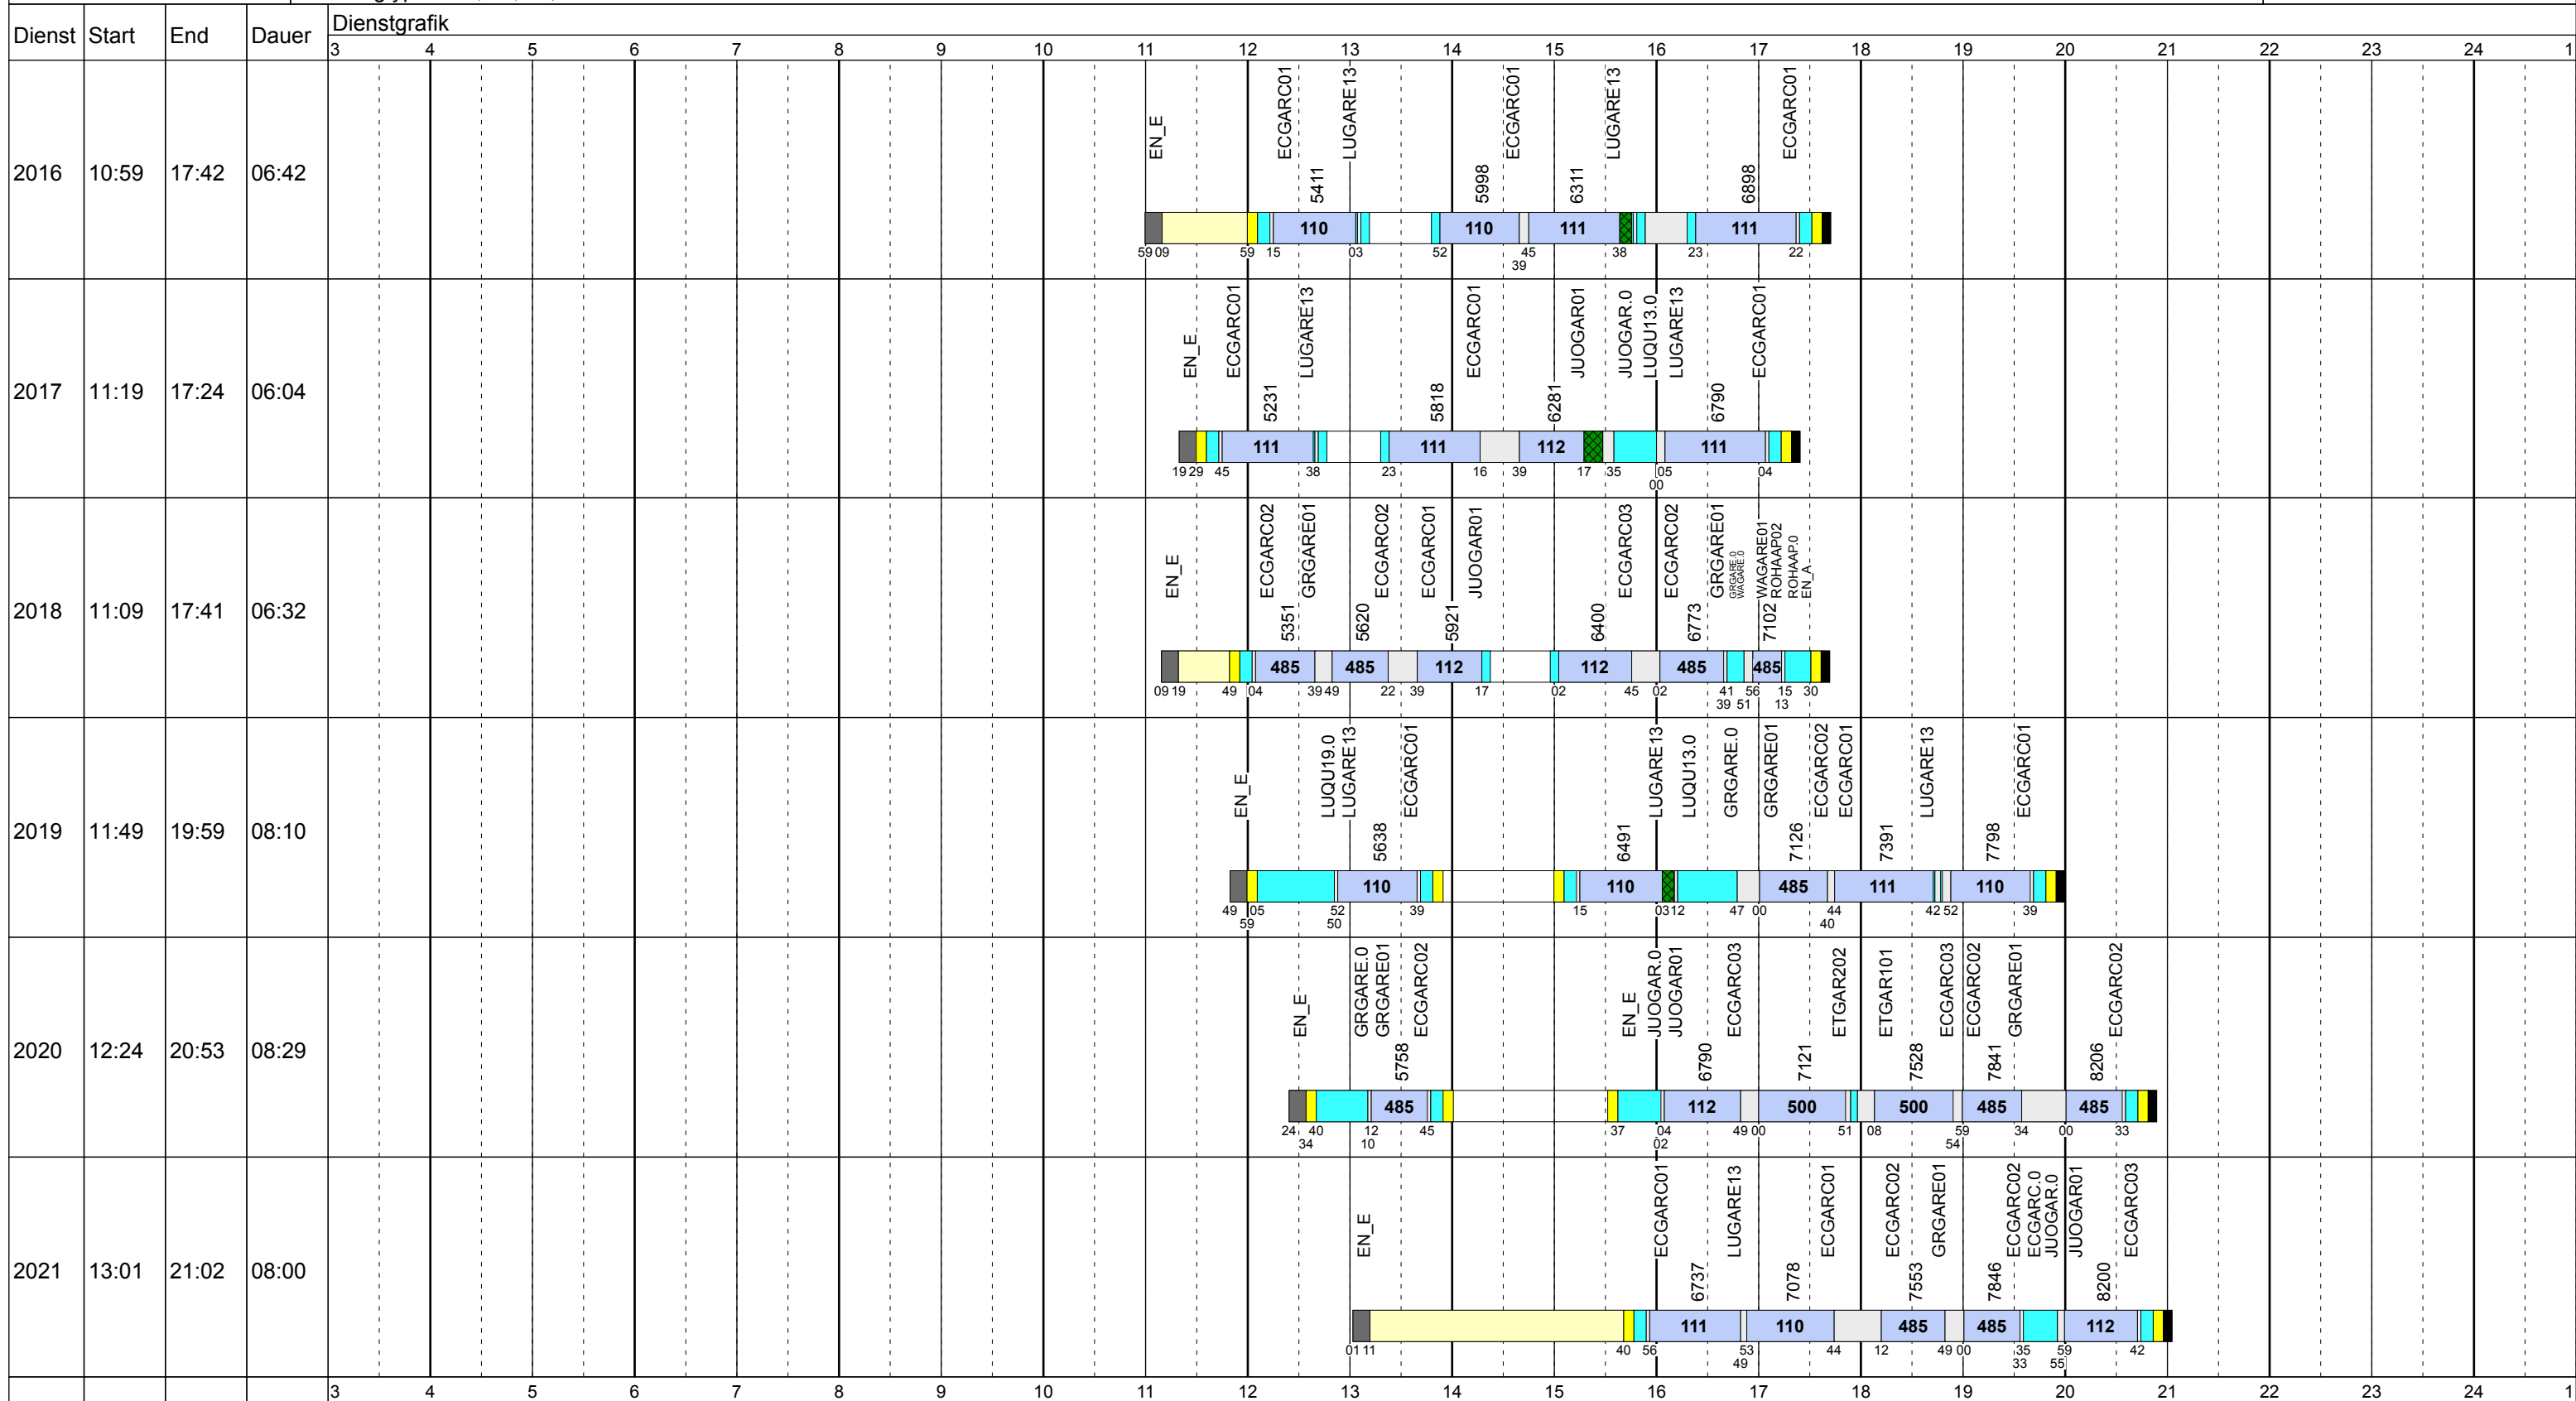 Dienst Start End Dauer Dienstgrafik
3 4 5 6 7 8 9 10 11 12 13 14 15 16 17 18 19 20 21 22 23 24 1
EN_E ECGARC01 LUGARE13 ECGARC01 LUGARE13 ECGARC01
5411 5998 6311 6898
2016 10:59 17:42 06:42
110 110 111 111
59 09 59 15 03 52 45 38 23 22
39
EN_E ECGARC01 LUGARE13 ECGARC01 JUOGAR01 JUOGAR.0 LUQU13.0 LUGARE13 ECGARC01
5231 5818 6281 6790
2017 11:19 17:24 06:04
111 111 112 111
19 29 45 38 23 16 39 17 35 05 04
00
EN_E ECGARC02 GRGARE01 ECGARC02 ECGARC01 JUOGAR01 ECGARC03 ECGARC02 GRGARE01 GRGARE.0 WAGARE.0 WAGARE01 ROHAAP02 ROHAAP.0 EN_A
5351 5620 5921 6400 6773 7102
2018 11:09 17:41 06:32
485 485 112 112 485 485
09 19 49 04 39 49 22 39 17 02 45 02 41 56 15 30
39 51 13
EN_E LUQU19.0 LUGARE13 ECGARC01 LUGARE13 LUQU13.0 GRGARE.0 GRGARE01 ECGARC02 ECGARC01 LUGARE13 ECGARC01
5638 6491 7126 7391 7798
2019 11:49 19:59 08:10
110 110 485 111 110
49 05 52 39 15 03 12 47 00 44 42 52 39
59 50 40
EN_E GRGARE.0 GRGARE01 ECGARC02 EN_E JUOGAR.0 JUOGAR01 ECGARC03 ETGAR202 ETGAR101 ECGARC03 ECGARC02 GRGARE01 ECGARC02
5758 6790 7121 7528 7841 8206
2020 12:24 20:53 08:29
485 112 500 500 485 485
24 40 12 45 37 04 49 00 51 08 59 34 00 33
34 10 02 54
EN_E ECGARC01 LUGARE13 ECGARC01 ECGARC02 GRGARE01 ECGARC02 ECGARC.0 JUOGAR.0 JUOGAR01 ECGARC03
6737 7078 7553 7846 8200
2021 13:01 21:02 08:00
111 110 485 485 112
01 11 40 56 53 44 12 49 00 35 59 42
49 33 55
3 4 5 6 7 8 9 10 11 12 13 14 15 16 17 18 19 20 21 22 23 24 1